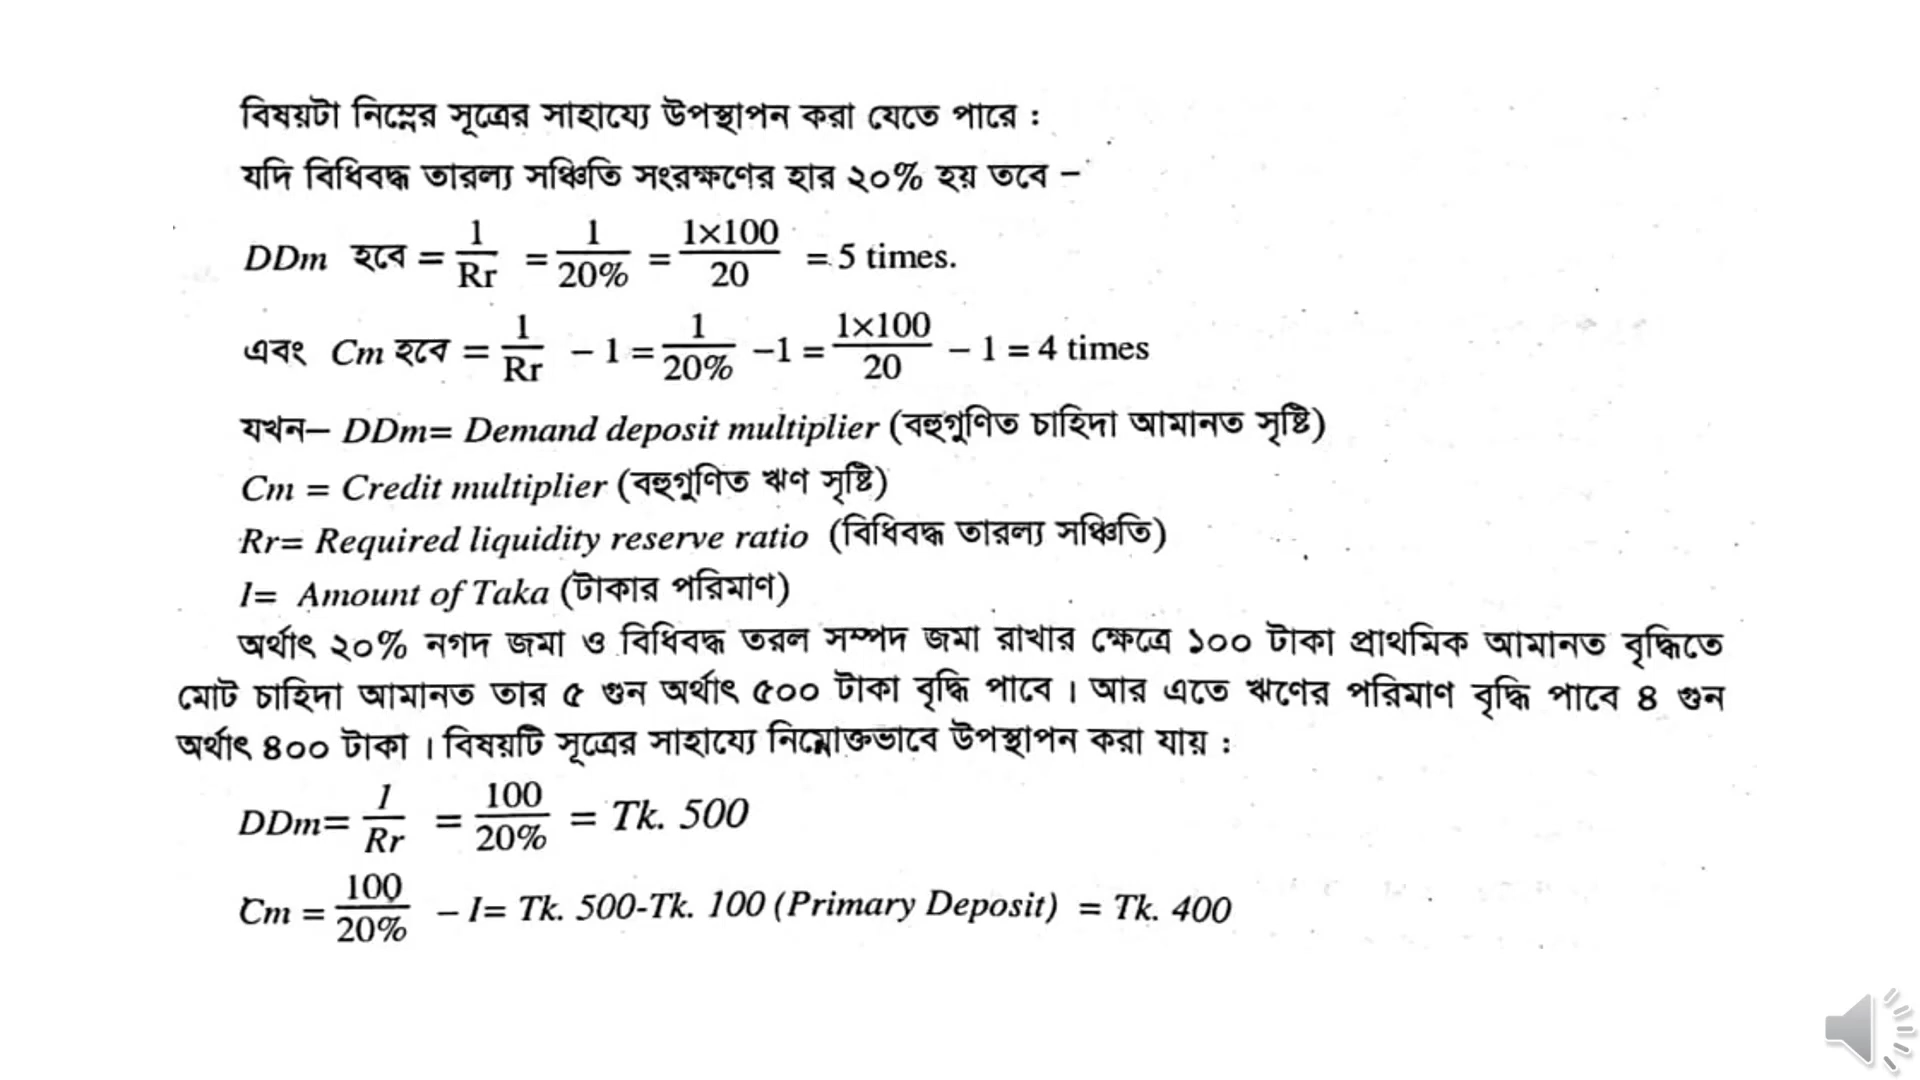 বিষয়টা নিম্নের সূত্রের সাহায্যে উপস্থাপন করা যেতে পারে :
যদি বিধিবদ্ধ তারল্য সঞ্চিতি সংরক্ষণের হার ২০% হয় তবে –
DDm হবে = 1/Rr = 1/20% = 1×100/20 = 5 times.
এবং Cm হবে = 1/Rr – 1 = 1/20% –1 = 1×100/20 – 1 = 4 times
যখন– DDm= Demand deposit multiplier (বহুগুণিত চাহিদা আমানত সৃষ্টি)
Cm = Credit multiplier (বহুগুণিত ঋণ সৃষ্টি)
Rr= Required liquidity reserve ratio (বিধিবদ্ধ তারল্য সঞ্চিতি)
I= Amount of Taka (টাকার পরিমাণ)
অর্থাৎ ২০% নগদ জমা ও বিধিবদ্ধ তরল সম্পদ জমা রাখার ক্ষেত্রে ১০০ টাকা প্রাথমিক আমানত বৃদ্ধিতে
মোট চাহিদা আমানত তার ৫ গুন অর্থাৎ ৫০০ টাকা বৃদ্ধি পাবে । আর এতে ঋণের পরিমাণ বৃদ্ধি পাবে ৪ গুন
অর্থাৎ ৪০০ টাকা । বিষয়টি সূত্রের সাহায্যে নিম্নোক্তভাবে উপস্থাপন করা যায় :
DDm= 1/Rr = 100/20% = Tk. 500
Cm = 100/20% – I= Tk. 500-Tk. 100 (Primary Deposit) = Tk. 400